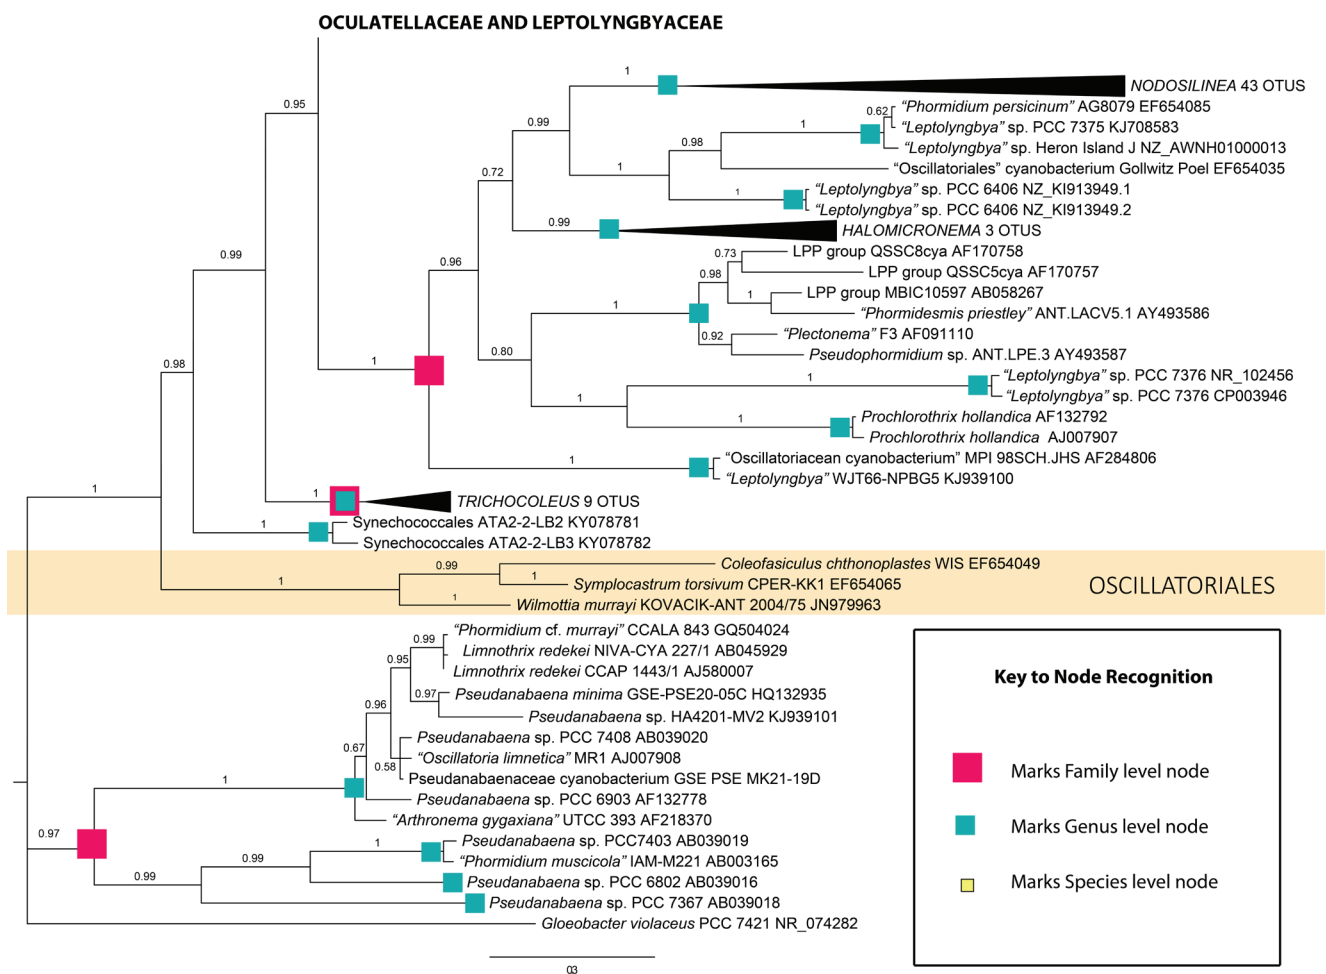 OCULATELLACEAE AND LEPTOLYNGBYACEAE
1
NODOSILINEA 43 OTUS
0.95
0.62
“Phormidium persicinum” AG8079 EF654085
0.99
1
“Leptolyngbya” sp. PCC 7375 KJ708583
0.98
“Leptolyngbya” sp. Heron Island J NZ_AWNH01000013
0.72
1
“Oscillatoriales” cyanobacterium Gollwitz Poel EF654035
1
“Leptolyngbya” sp. PCC 6406 NZ_KI913949.1
“Leptolyngbya” sp. PCC 6406 NZ_KI913949.2
0.99
HALOMICRONEMA 3 OTUS
0.99
0.96
0.73
LPP group QSSC8cya AF170758
0.98
LPP group QSSC5cya AF170757
1
1
LPP group MBIC10597 AB058267
“Phormidesmis priestley” ANT.LACV5.1 AY493586
0.92
“Plectonema” F3 AF091110
0.98
1
0.80
Pseudophormidium sp. ANT.LPE.3 AY493587
1
“Leptolyngbya” sp. PCC 7376 NR_102456
1
“Leptolyngbya” sp. PCC 7376 CP003946
1
Prochlorothrix hollandica AF132792
Prochlorothrix hollandica AJ007907
1
“Oscillatoriacean cyanobacterium” MPI 98SCH.JHS AF284806
“Leptolyngbya” WJT66-NPBG5 KJ939100
1
1
TRICHOCOLEUS 9 OTUS
1
Synechococcales ATA2-2-LB2 KY078781
Synechococcales ATA2-2-LB3 KY078782
0.99
Coleofasiculus chthonoplastes WIS EF654049
1
1
Symplocastrum torsivum CPER-KK1 EF654065
OSCILLATORIALES
1
Wilmottia murrayi KOVACIK-ANT 2004/75 JN979963
“Phormidium cf. murrayi” CCALA 843 GQ504024
0.99
Limnothrix redekei NIVA-CYA 227/1 AB045929
0.95
Limnothrix redekei CCAP 1443/1 AJ580007
0.97
Pseudanabaena minima GSE-PSE20-05C HQ132935
0.96
Pseudanabaena sp. HA4201-MV2 KJ939101
0.67
Pseudanabaena sp. PCC 7408 AB039020
“Oscillatoria limnetica” MR1 AJ007908
0.58
1
Pseudanabaenaceae cyanobacterium GSE PSE MK21-19D
Pseudanabaena sp. PCC 6903 AF132778
“Arthronema gygaxiana” UTCC 393 AF218370
0.97
1
Pseudanabaena sp. PCC7403 AB039019
0.99
“Phormidium muscicola” IAM-M221 AB003165
0.99
Pseudanabaena sp. PCC 6802 AB039016
Pseudanabaena sp. PCC 7367 AB039018
Gloeobacter violaceus PCC 7421 NR_074282
0.3
Key to Node Recognition
Marks Family level node
Marks Genus level node
Marks Species level node